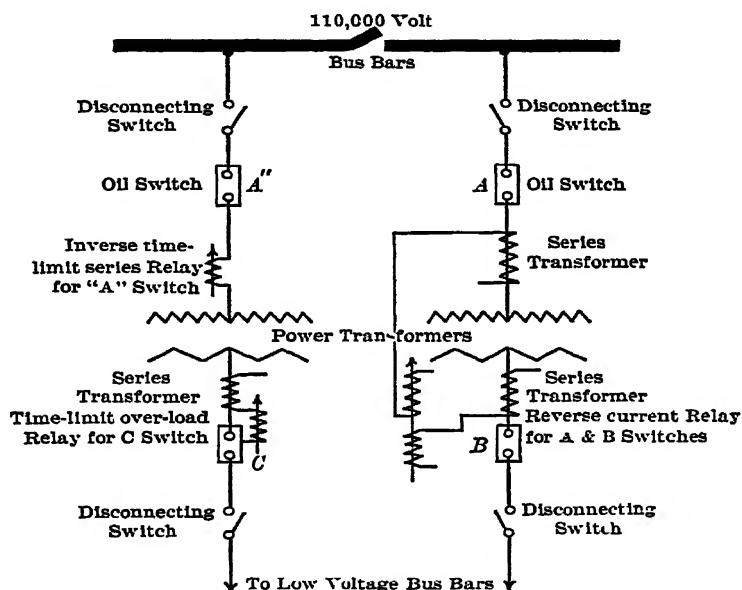 110,000 Volt
Bus Bars
Disconnecting
Switch
Disconnecting
Switch
Oil Switch
A"
A
Oil Switch
Inverse time-
limit series Relay
for "A" Switch
Series
Transformer
Power Transformers
Series
Transformer
Time-limit over-load
Relay for C Switch
C
Series
Transformer
Reverse current Relay
for A & B Switches
B
Disconnecting
Switch
Disconnecting
Switch
To Low Voltage Bus Bars